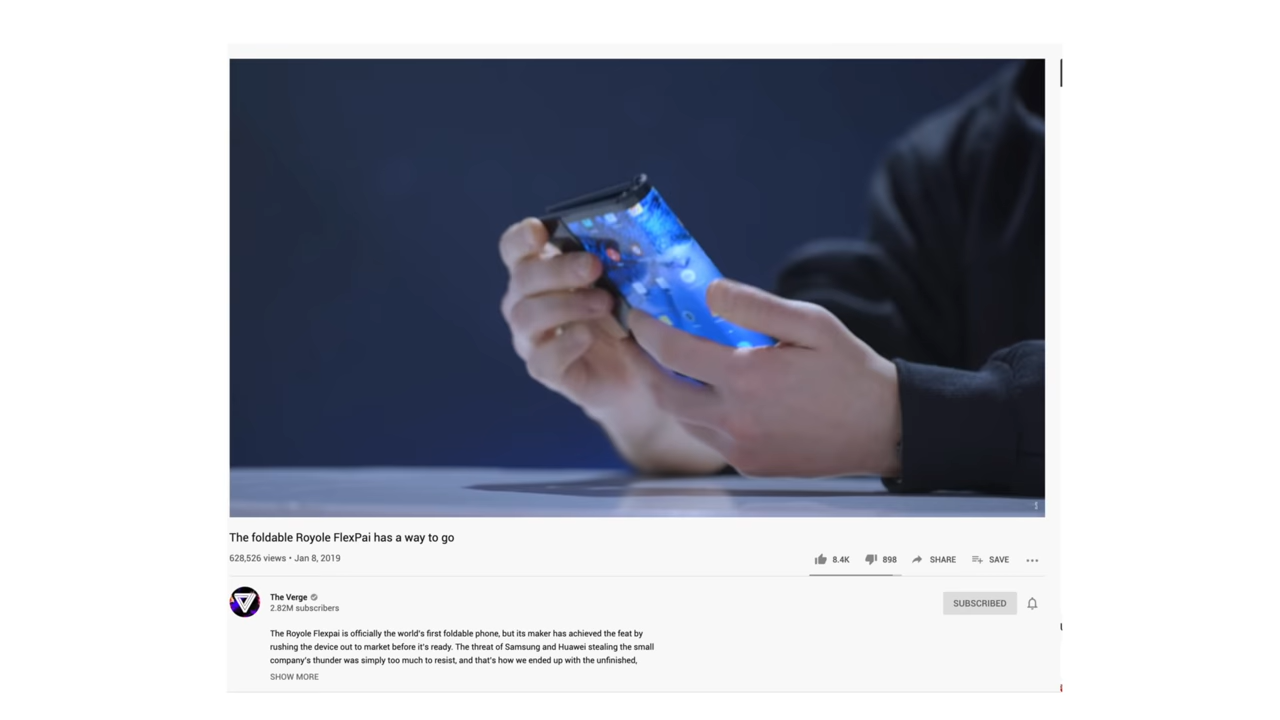 The foldable Royole FlexPai has a way to go
628,526 views • Jan 8, 2019
8.4K 898 SHARE SAVE
The Verge
2.82M subscribers
SUBSCRIBED
The Royole Flexpai is officially the world's first foldable phone, but its maker has achieved the feat by
rushing the device out to market before it's ready. The threat of Samsung and Huawei stealing the small
company's thunder was simply too much to resist, and that's how we ended up with the unfinished,
SHOW MORE